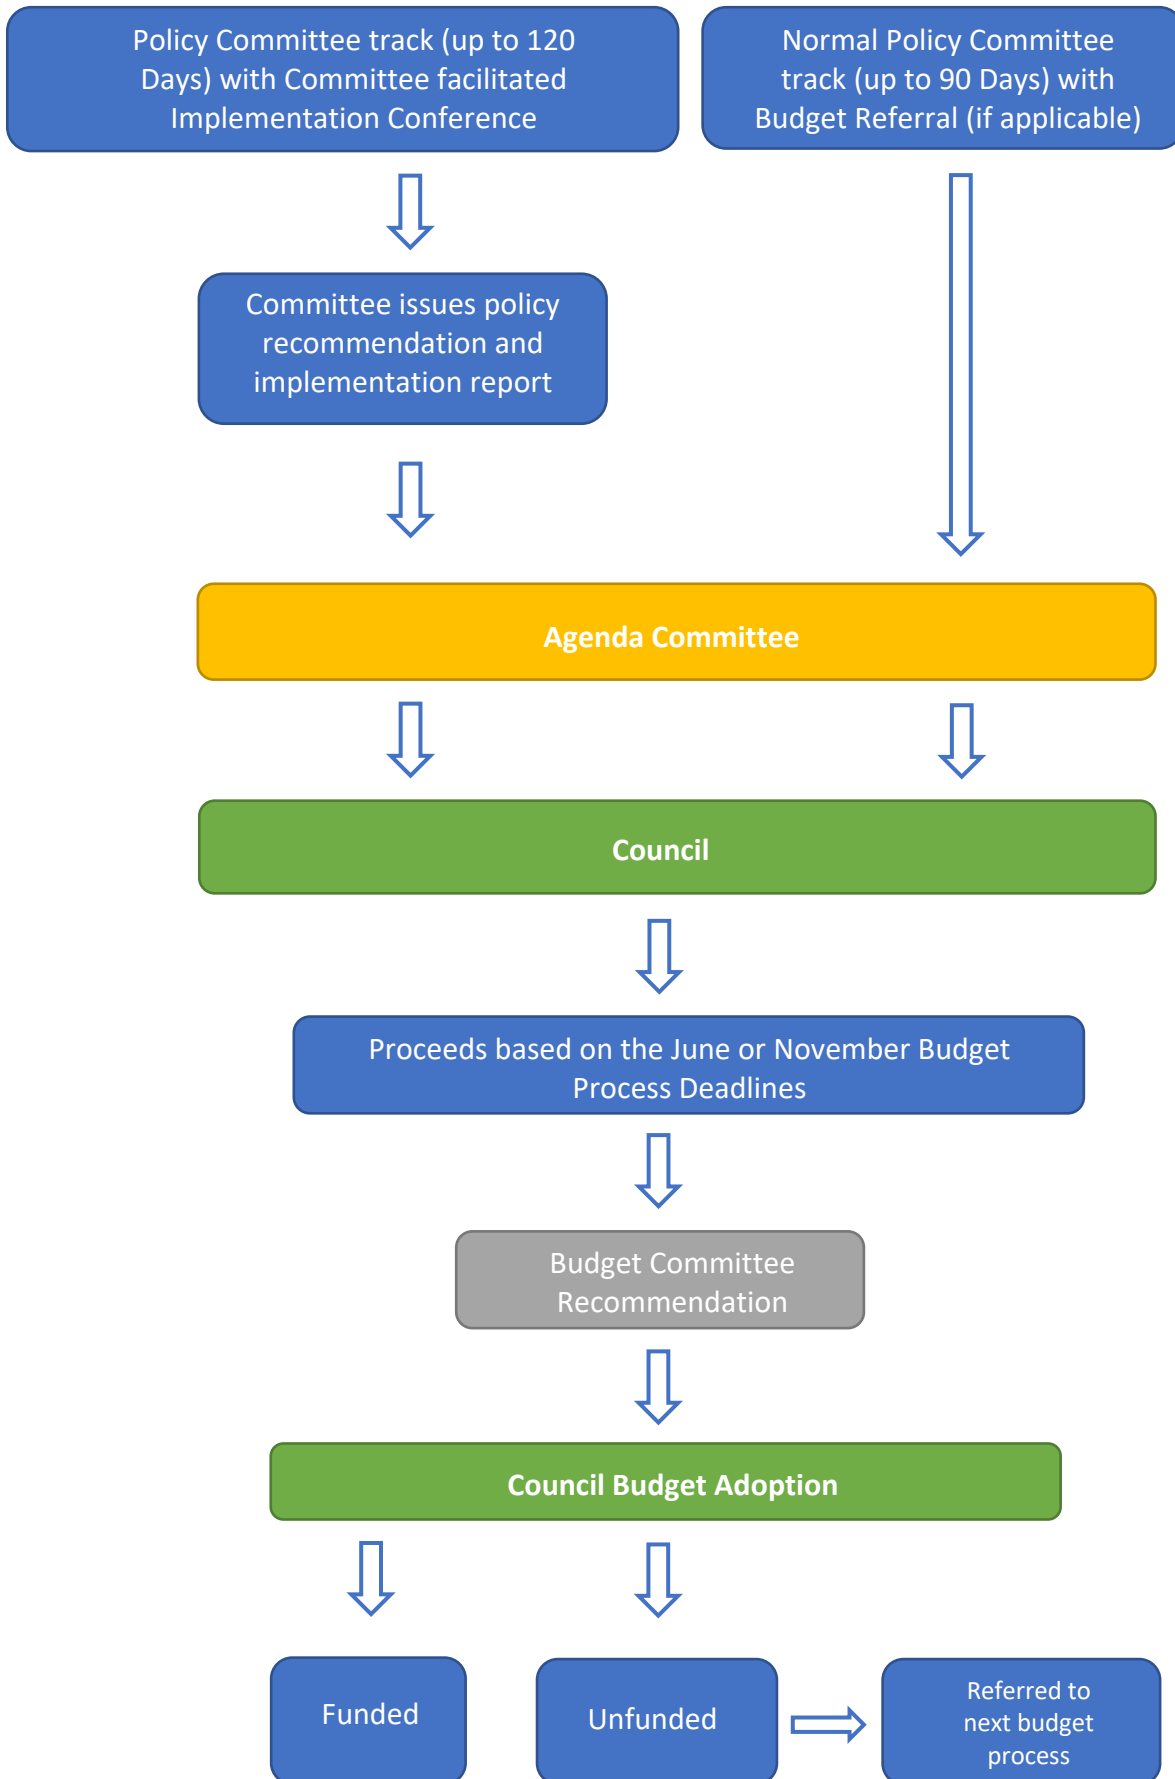 Policy Committee track (up to 120
Days) with Committee facilitated
Implementation Conference
Normal Policy Committee
track (up to 90 Days) with
Budget Referral (if applicable)
Committee issues policy
recommendation and
implementation report
Agenda Committee
Council
Proceeds based on the June or November Budget
Process Deadlines
Budget Committee
Recommendation
Council Budget Adoption
Funded
Unfunded
Referred to
next budget
process